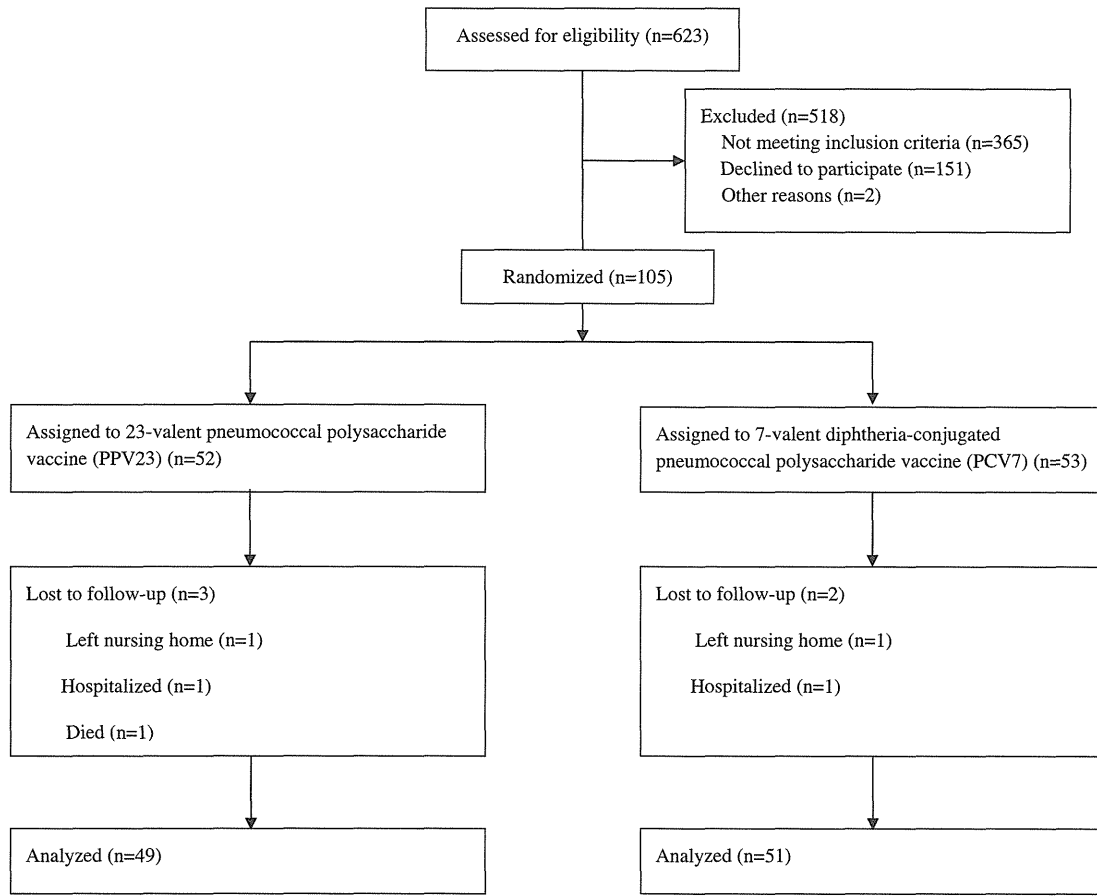 Assessed for eligibility (n=623)
Excluded (n=518)
Not meeting inclusion criteria (n=365)
Declined to participate (n=151)
Other reasons (n=2)
Randomized (n=105)
Assigned to 23-valent pneumococcal polysaccharide
vaccine (PPV23) (n=52)
Assigned to 7-valent diphtheria-conjugated
pneumococcal polysaccharide vaccine (PCV7) (n=53)
Lost to follow-up (n=3)
Left nursing home (n=1)
Hospitalized (n=1)
Died (n=1)
Lost to follow-up (n=2)
Left nursing home (n=1)
Hospitalized (n=1)
Analyzed (n=49)
Analyzed (n=51)